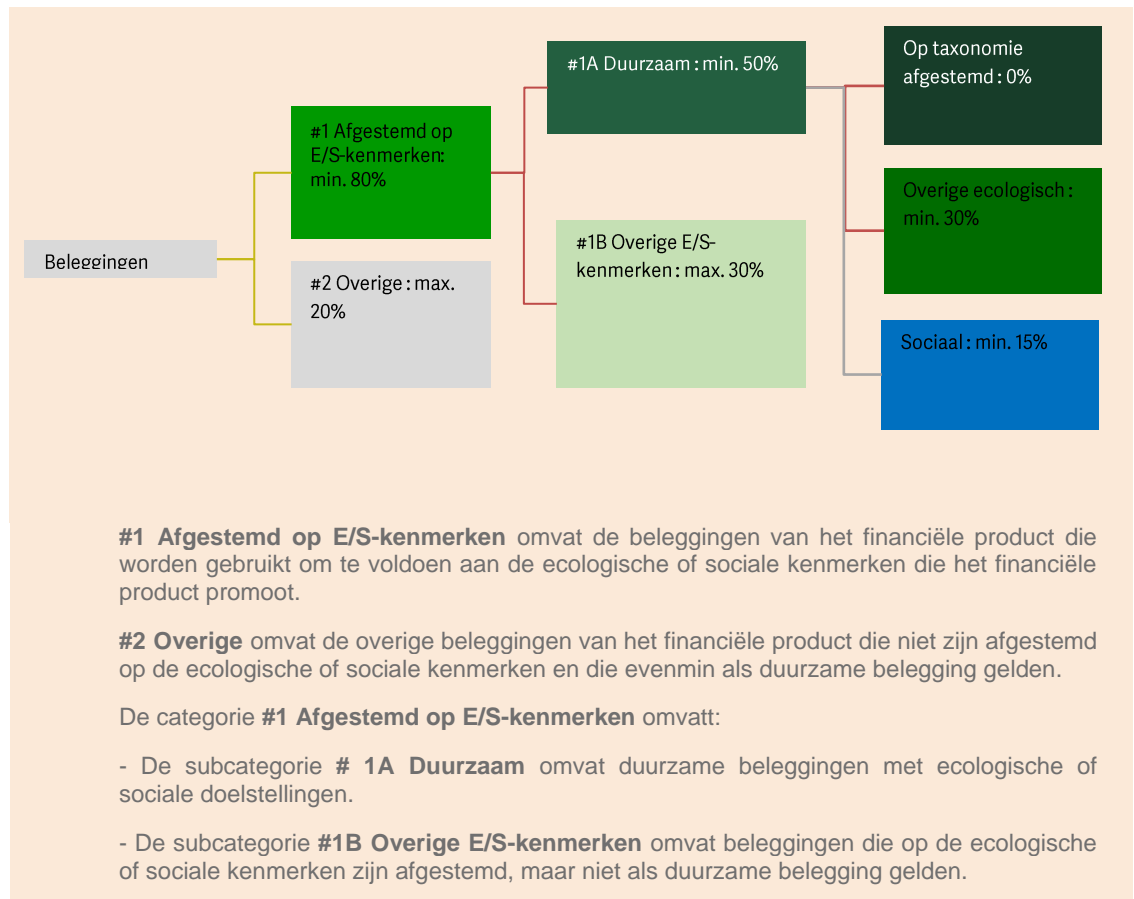 Beleggingen
#1 Afgestemd op
E/S-kenmerken:
min. 80%
#2 Overige : max.
20%
#1A Duurzaam : min. 50%
#1B Overige E/S-
kenmerken : max. 30%
Op taxonomie
afgestemd : 0%
Overige ecologisch :
min. 30%
Sociaal : min. 15%
#1 Afgestemd op E/S-kenmerken omvat de beleggingen van het financiële product die
worden gebruikt om te voldoen aan de ecologische of sociale kenmerken die het financiële
product promoot.
#2 Overige omvat de overige beleggingen van het financiële product die niet zijn afgestemd
op de ecologische of sociale kenmerken en die evenmin als duurzame belegging gelden.
De categorie #1 Afgestemd op E/S-kenmerken omvatt:
- De subcategorie # 1A Duurzaam omvat duurzame beleggingen met ecologische of
sociale doelstellingen.
- De subcategorie #1B Overige E/S-kenmerken omvat beleggingen die op de ecologische
of sociale kenmerken zijn afgestemd, maar niet als duurzame belegging gelden.